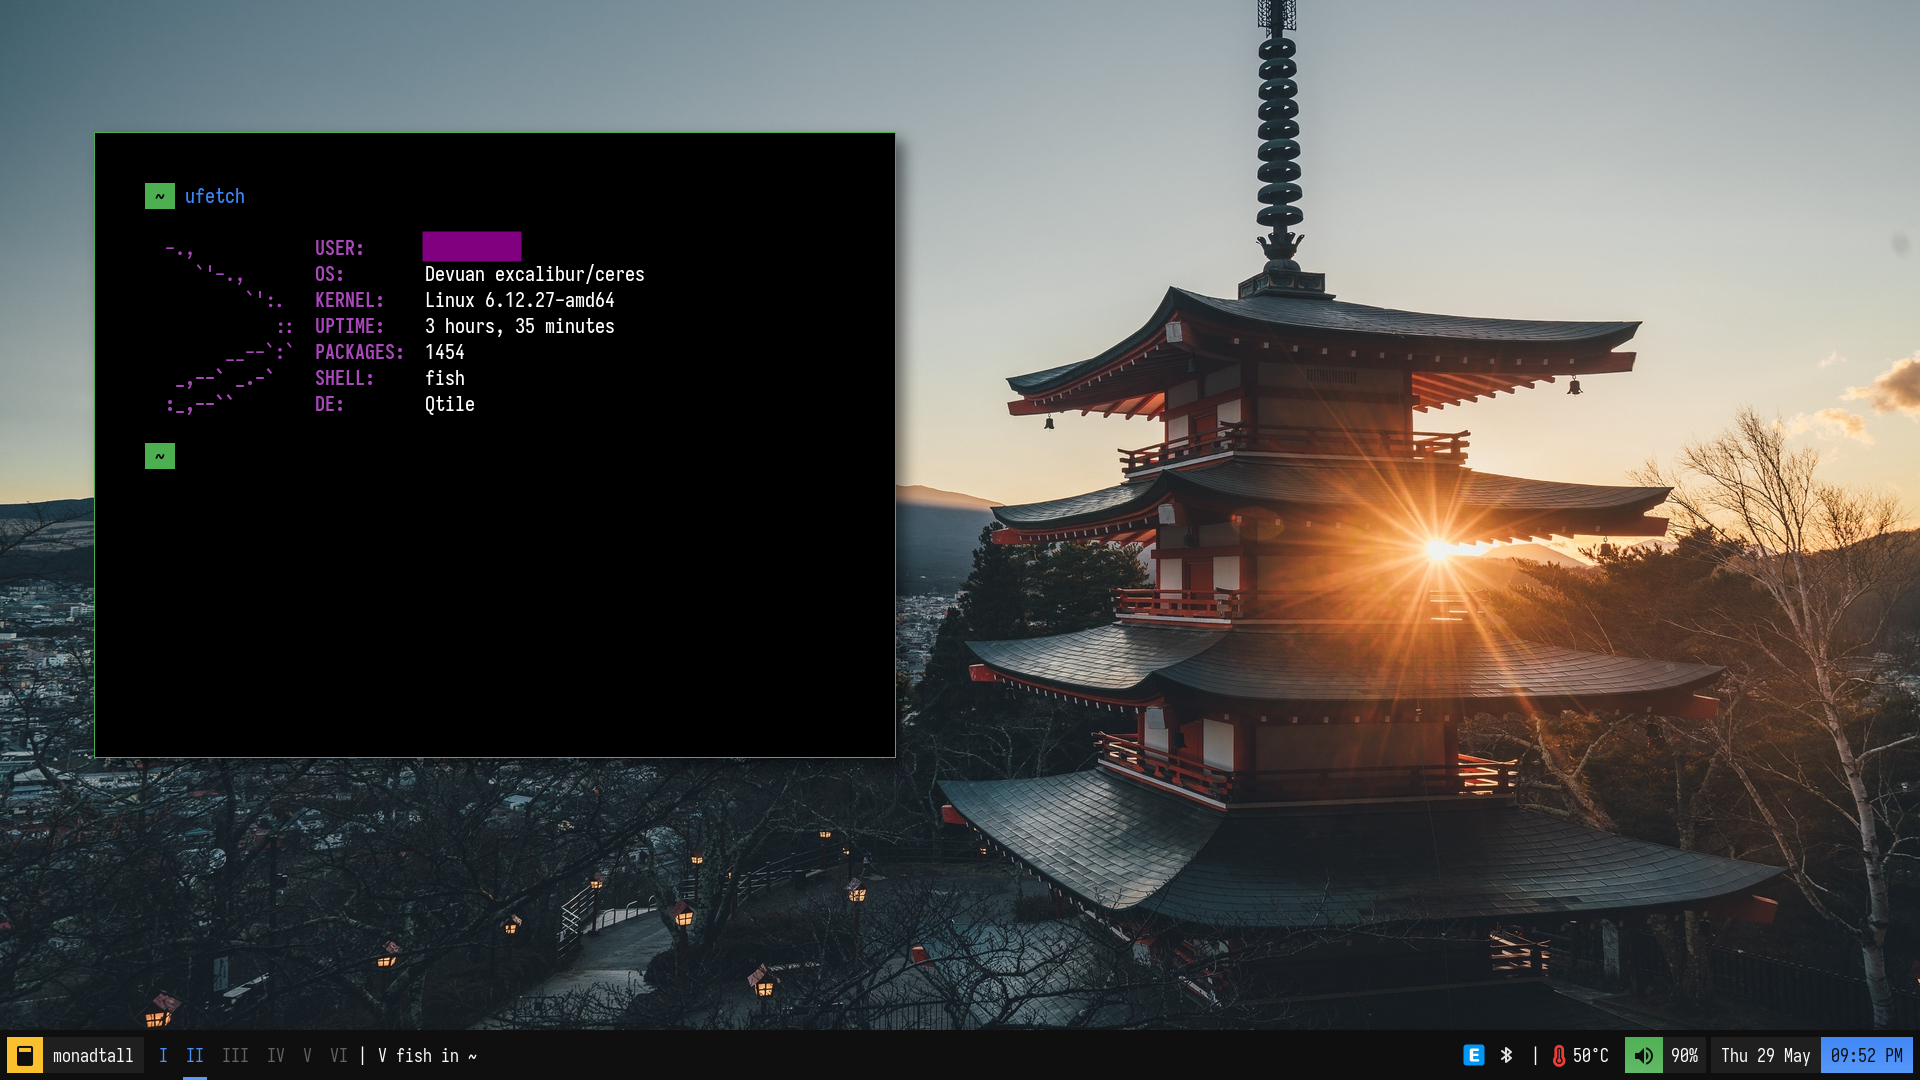 ~ ufetch
USER:
OS: Devuan excalibur/ceres
KERNEL: Linux 6.12.27-amd64
UPTIME: 3 hours, 35 minutes
PACKAGES: 1454
SHELL: fish
DE: Qtile
~
monadtall I II III IV V VI | V fish in ~ E | 50°C 90% Thu 29 May 09:52 PM